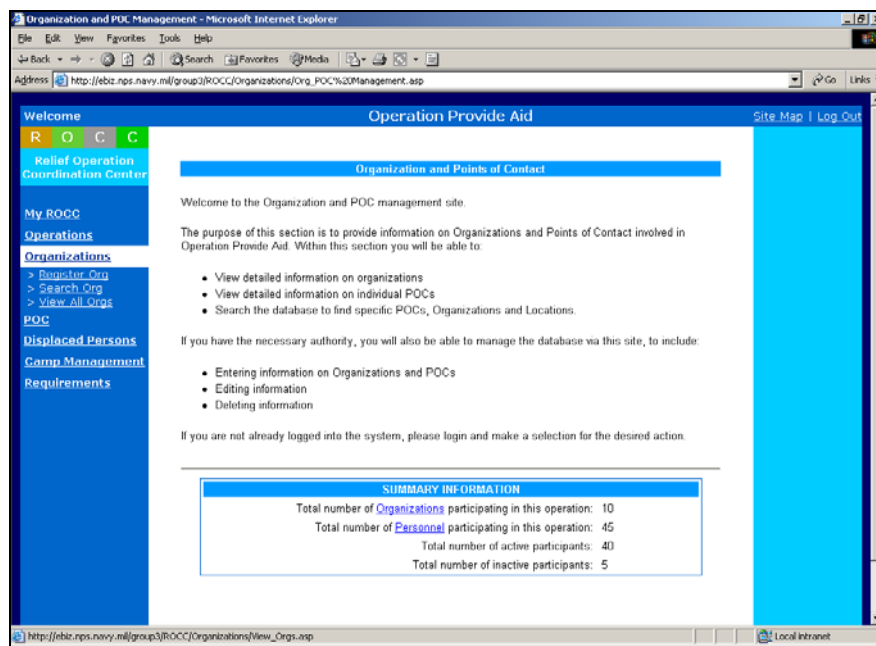 Organization and POC Management - Microsoft Internet Explorer
File Edit View Favorites Tools Help
Back Search Favorites Media
Address http://ebiz.nps.navy.mil/group3/ROCC/Organizations/Org_POC%20Management.asp Go Links
Welcome Operation Provide Aid Site Map | Log Out
R O C C
Relief Operation
Coordination Center
My ROCC
Operations
Organizations
> Register Org
> Search Org
> View All Orgs
POC
Displaced Persons
Camp Management
Requirements
Organization and Points of Contact
Welcome to the Organization and POC management site.
The purpose of this section is to provide information on Organizations and Points of Contact involved in
Operation Provide Aid. Within this section you will be able to:
• View detailed information on organizations
• View detailed information on individual POCs
• Search the database to find specific POCs, Organizations and Locations.
If you have the necessary authority, you will also be able to manage the database via this site, to include:
• Entering information on Organizations and POCs
• Editing information
• Deleting information
If you are not already logged into the system, please login and make a selection for the desired action.
SUMMARY INFORMATION
Total number of Organizations participating in this operation: 10
Total number of Personnel participating in this operation: 45
Total number of active participants: 40
Total number of inactive participants: 5
http://ebiz.nps.navy.mil/group3/ROCC/Organizations/View_Orgs.asp Local intranet